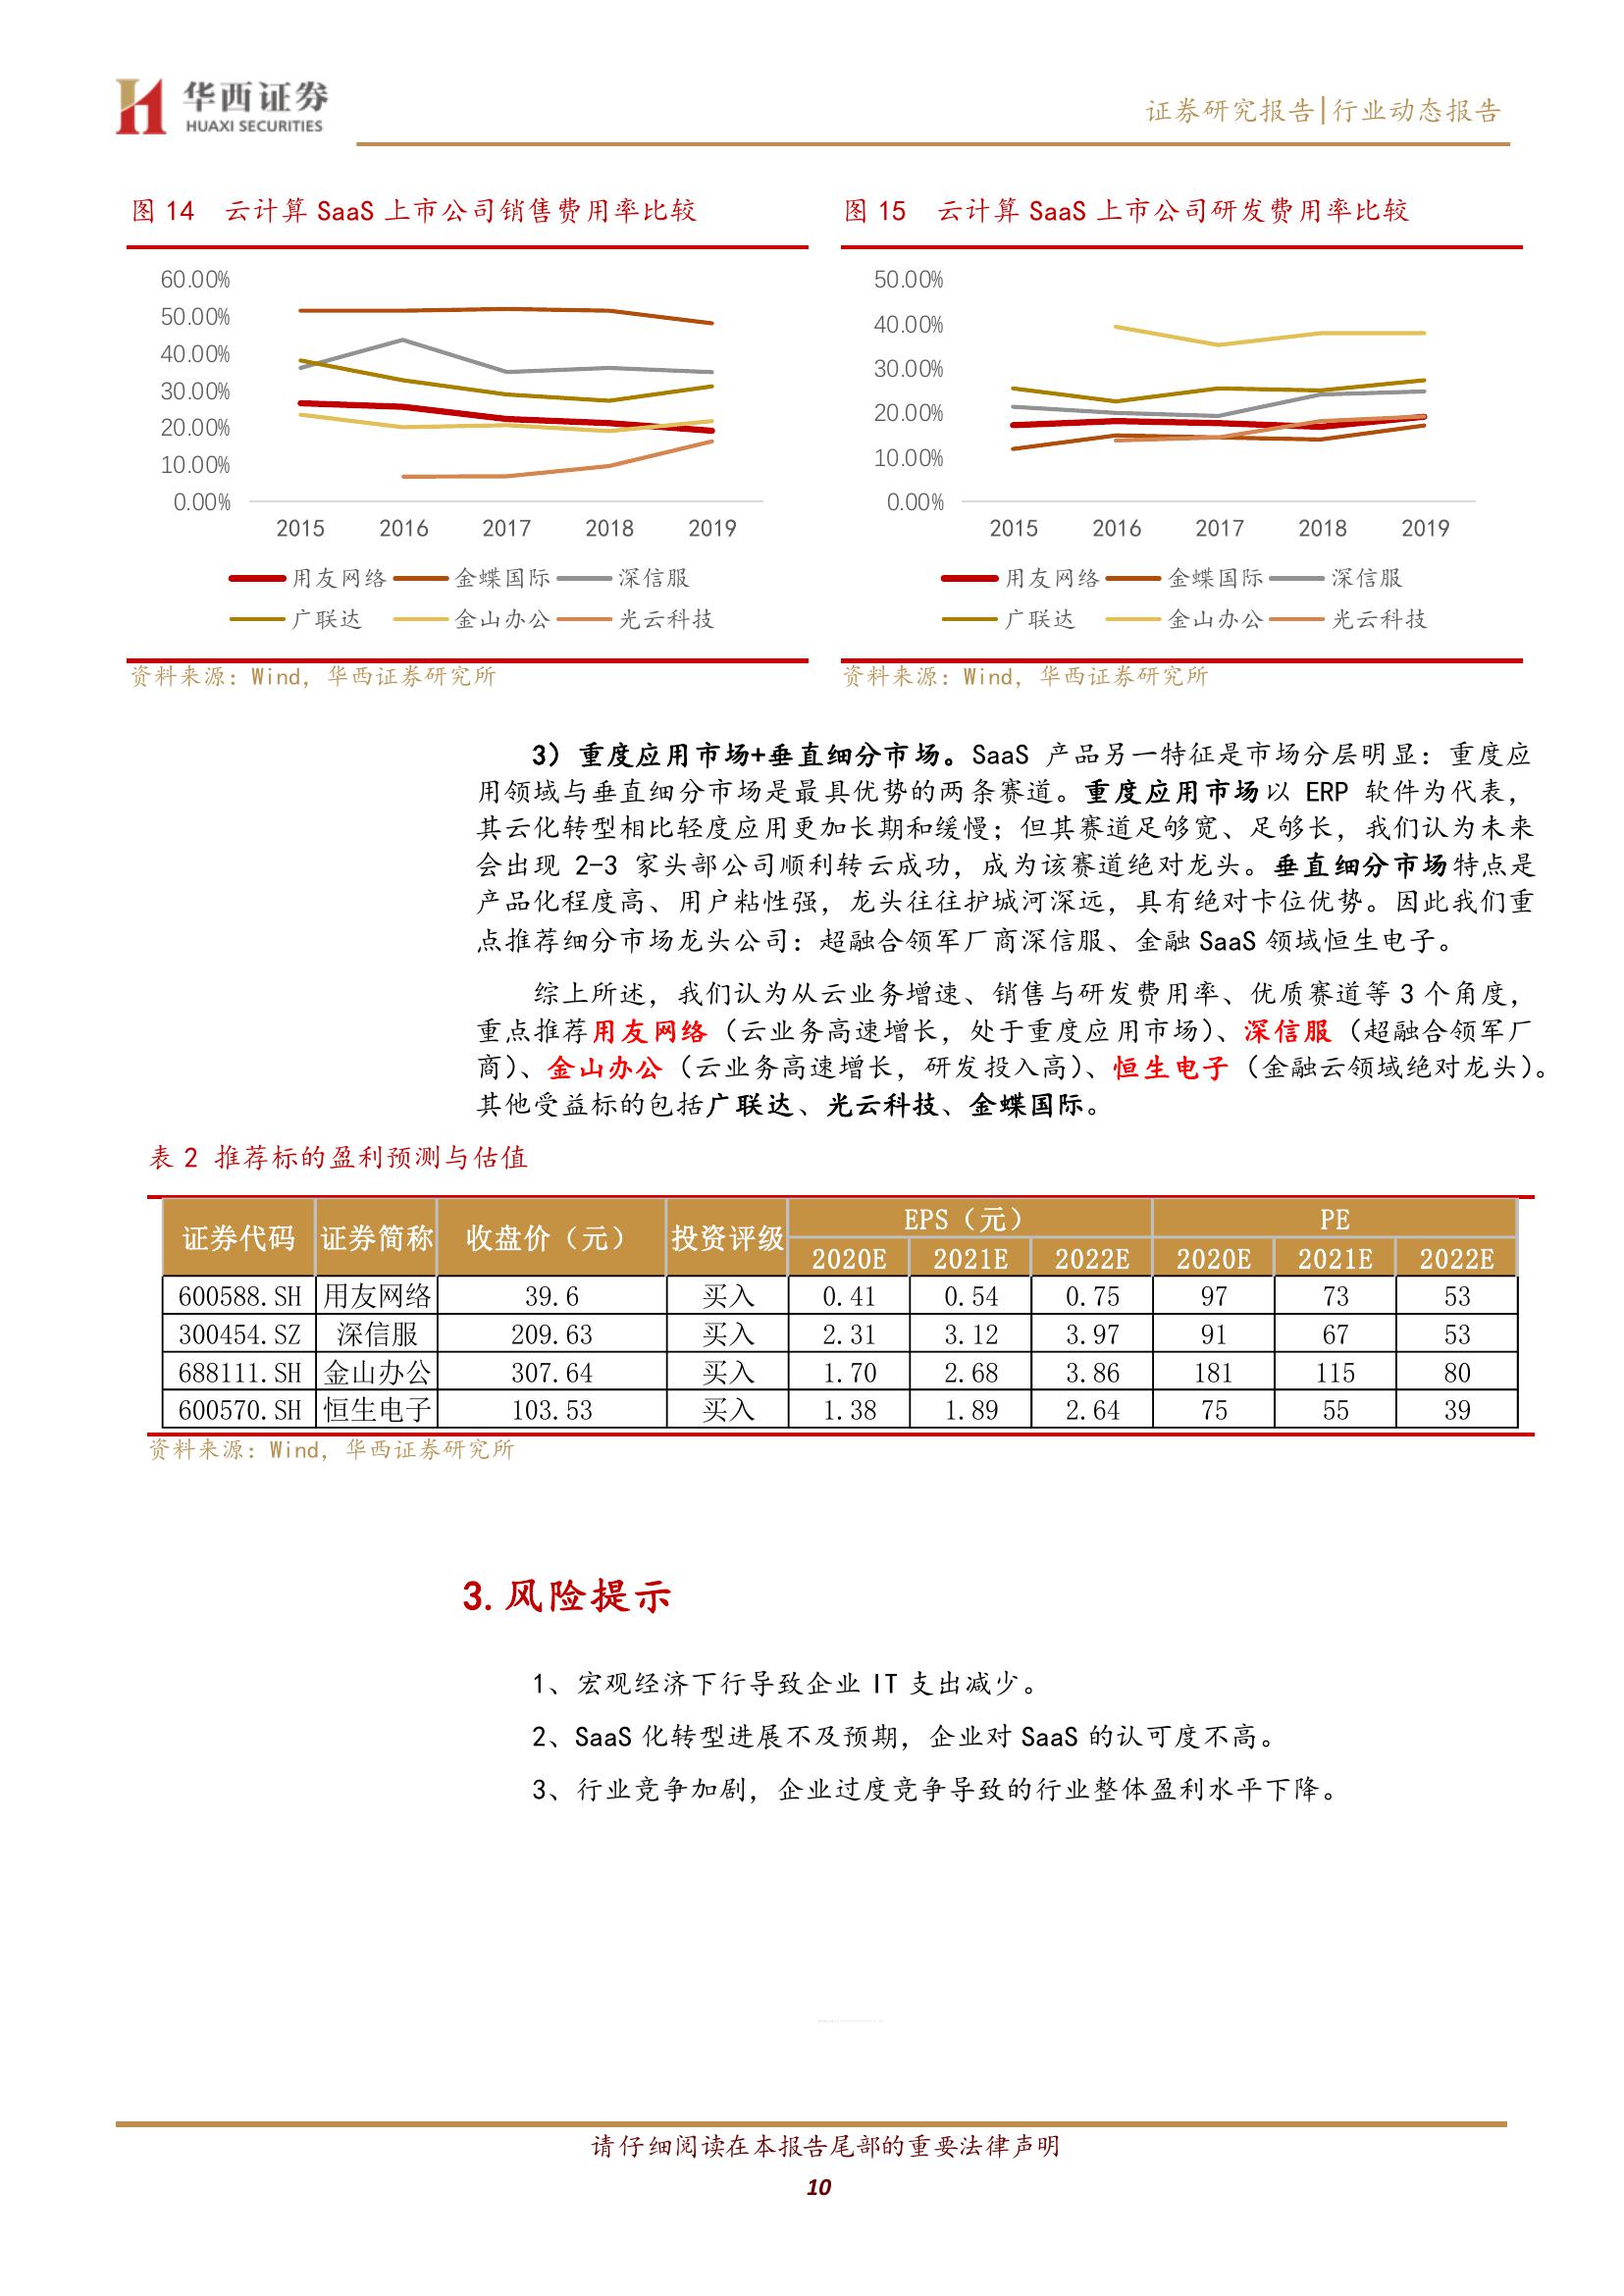 华西证券
HUAXI SECURITIES
证券研究报告|行业动态报告
图 14 云计算 SaaS 上市公司销售费用率比较
60.00%
50.00%
40.00%
30.00%
20.00%
10.00%
0.00%
2015 2016 2017 2018 2019
用友网络 金蝶国际 深信服
广联达 金山办公 光云科技
资料来源：Wind，华西证券研究所
图 15 云计算 SaaS 上市公司研发费用率比较
50.00%
40.00%
30.00%
20.00%
10.00%
0.00%
2015 2016 2017 2018 2019
用友网络 金蝶国际 深信服
广联达 金山办公 光云科技
资料来源：Wind，华西证券研究所
3）重度应用市场+垂直细分市场。SaaS 产品另一特征是市场分层明显：重度应
用领域与垂直细分市场是最具优势的两条赛道。重度应用市场以 ERP 软件为代表，
其云化转型相比轻度应用更加长期和缓慢；但其赛道足够宽、足够长，我们认为未来
会出现 2-3 家头部公司顺利转云成功，成为该赛道绝对龙头。垂直细分市场特点是
产品化程度高、用户粘性强，龙头往往护城河深远，具有绝对卡位优势。因此我们重
点推荐细分市场龙头公司：超融合领军厂商深信服、金融 SaaS 领域恒生电子。
综上所述，我们认为从云业务增速、销售与研发费用率、优质赛道等 3 个角度，
重点推荐用友网络（云业务高速增长，处于重度应用市场）、深信服（超融合领军厂
商）、金山办公（云业务高速增长，研发投入高）、恒生电子（金融云领域绝对龙头）。
其他受益标的包括广联达、光云科技、金蝶国际。
表 2 推荐标的盈利预测与估值
证券代码 证券简称 收盘价（元） 投资评级 EPS（元） PE
2020E 2021E 2022E 2020E 2021E 2022E
600588.SH 用友网络 39.6 买入 0.41 0.54 0.75 97 73 53
300454.SZ 深信服 209.63 买入 2.31 3.12 3.97 91 67 53
688111.SH 金山办公 307.64 买入 1.70 2.68 3.86 181 115 80
600570.SH 恒生电子 103.53 买入 1.38 1.89 2.64 75 55 39
资料来源：Wind，华西证券研究所
3.风险提示
1、宏观经济下行导致企业 IT 支出减少。
2、SaaS 化转型进展不及预期，企业对 SaaS 的认可度不高。
3、行业竞争加剧，企业过度竞争导致的行业整体盈利水平下降。
请仔细阅读在本报告尾部的重要法律声明
10